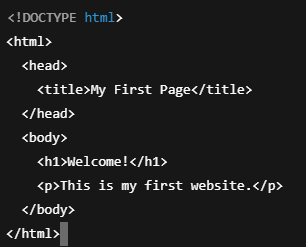 <!DOCTYPE html>
<html>
  <head>
    <title>My First Page</title>
  </head>
  <body>
    <h1>Welcome!</h1>
    <p>This is my first website.</p>
  </body>
</html>